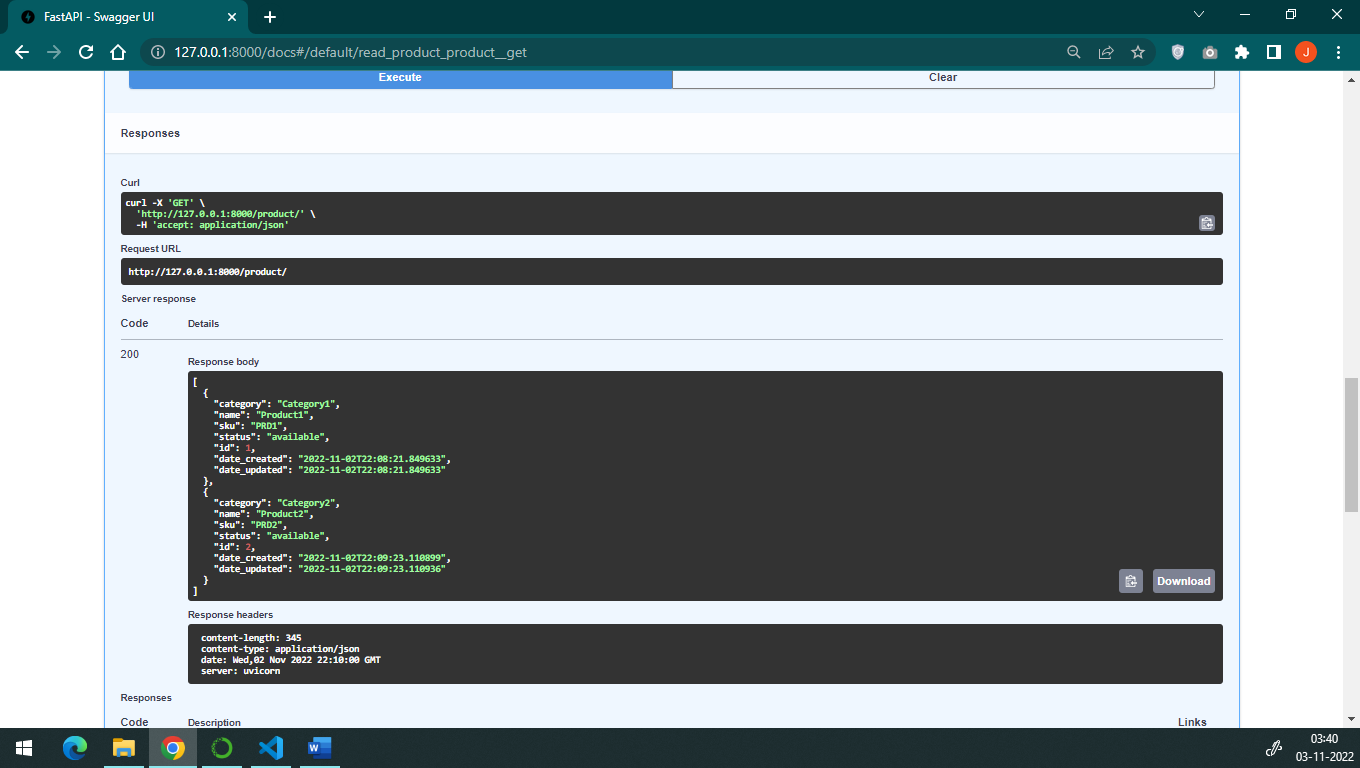 FastAPI - Swagger UI
127.0.0.1:8000/docs#/default/read_product_product__get
J
Execute
Clear
Responses
Curl
curl -X 'GET' \
'http://127.0.0.1:8000/product/' \
-H 'accept: application/json'
Request URL
http://127.0.0.1:8000/product/
Server response
Code Details
200
Response body
[
{
"category": "Category1",
"name": "Product1",
"sku": "PRD1",
"status": "available",
"id": 1,
"date_created": "2022-11-02T22:08:21.849633",
"date_updated": "2022-11-02T22:08:21.849633"
},
{
"category": "Category2",
"name": "Product2",
"sku": "PRD2",
"status": "available",
"id": 2,
"date_created": "2022-11-02T22:09:23.110899",
"date_updated": "2022-11-02T22:09:23.110936"
}
]
Download
Response headers
content-length: 345
content-type: application/json
date: Wed,02 Nov 2022 22:10:00 GMT
server: uvicorn
Responses
Code Description Links
W
03:40
03-11-2022